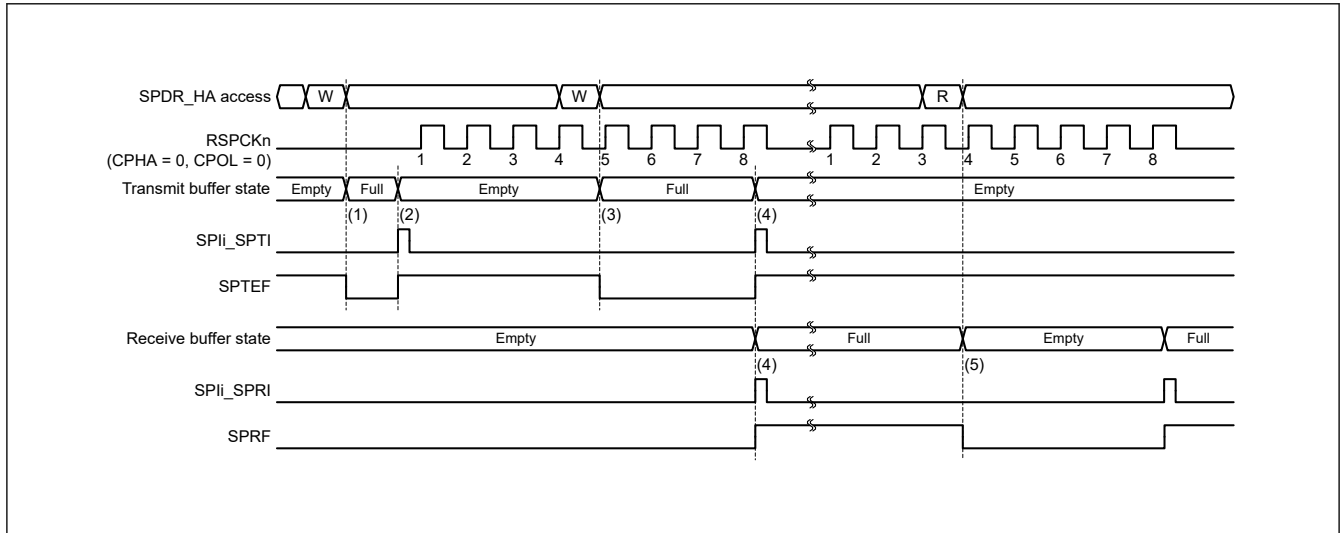 SPDR_HA access W W R
RSPCKn
(CPHA = 0, CPOL = 0)
1 2 3 4 5 6 7 8 1 2 3 4 5 6 7 8
Transmit buffer state Empty Full Empty Full Empty
(1) (2) (3) (4)
SPIi_SPTI
SPTEF
Receive buffer state Empty Full Empty Full
(4) (5)
SPIi_SPRI
SPRF